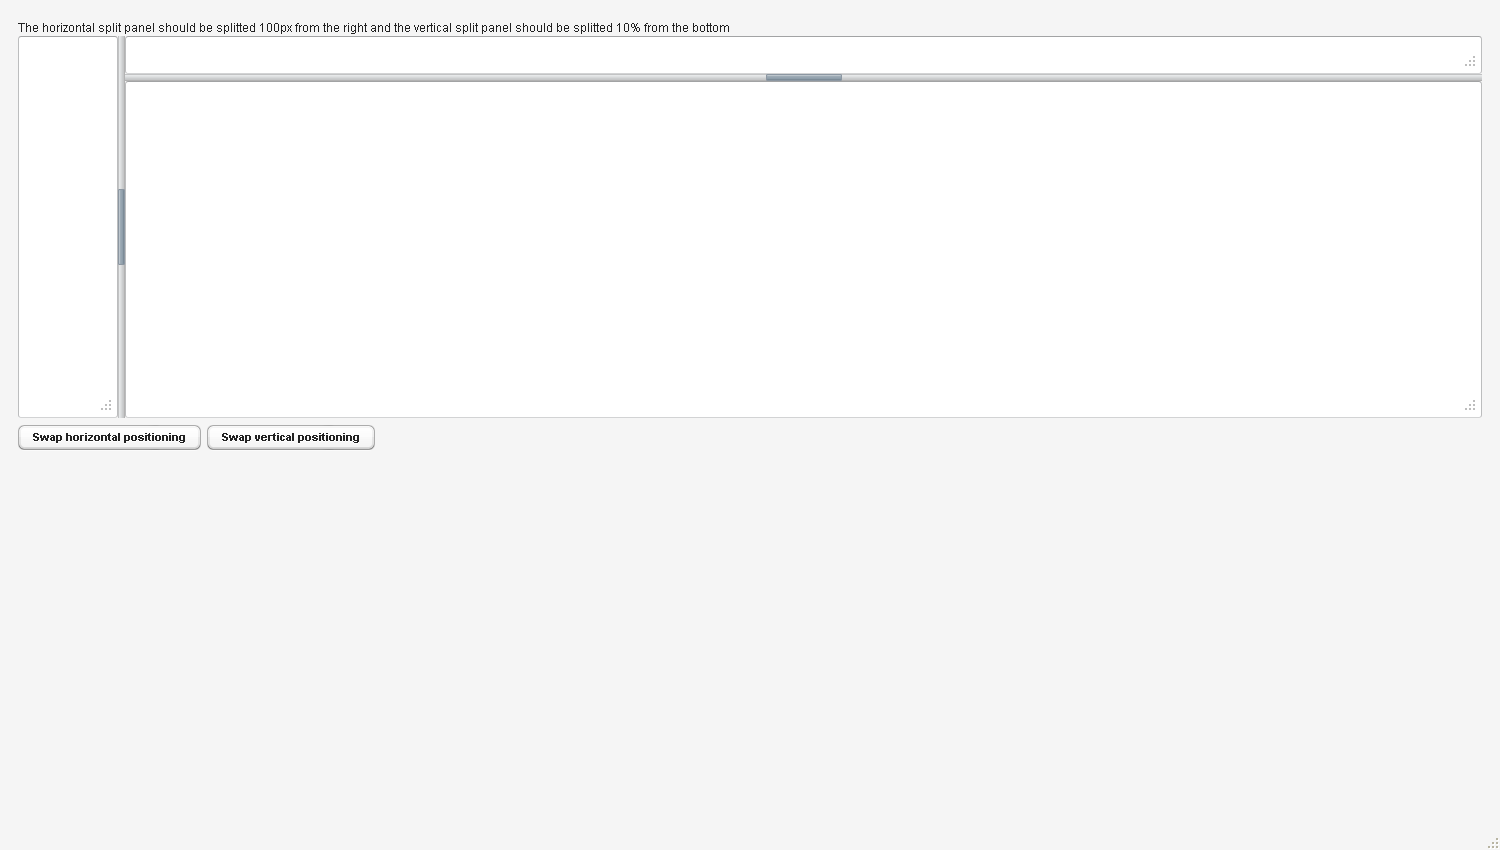 The horizontal split panel should be splitted 100px from the right and the vertical split panel should be splitted 10% from the bottom
Swap horizontal positioning Swap vertical positioning